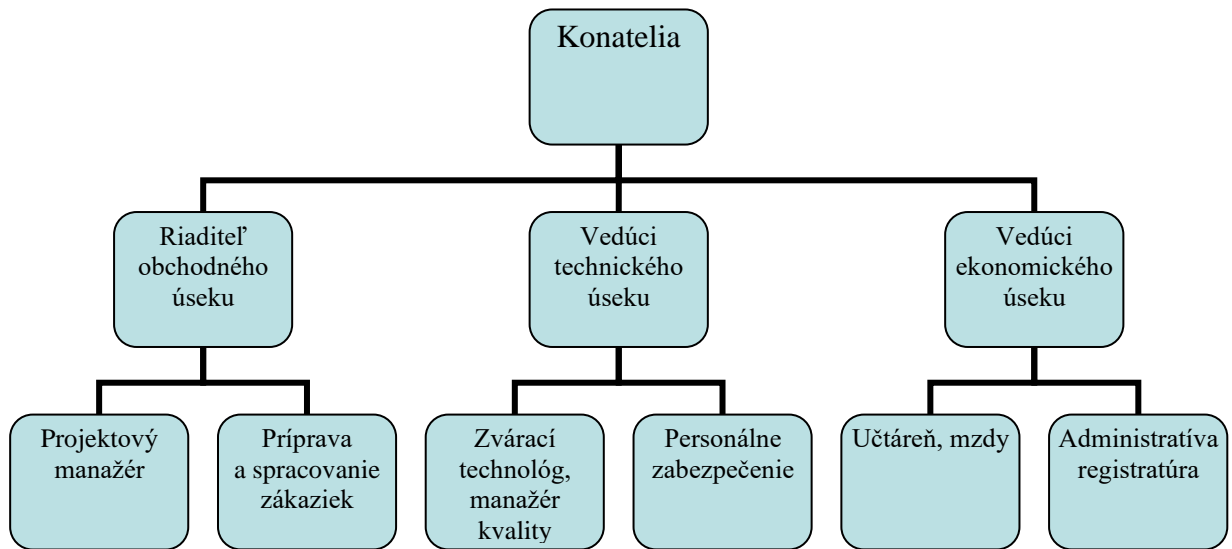 Konatelia
Riaditeľ
obchodného
úseku
Vedúci
technického
úseku
Vedúci
ekonomického
úseku
Projektový
manažér
Príprava
a spracovanie
zákaziek
Zvárací
technológ,
manažér
kvality
Personálne
zabezpečenie
Učtáreň, mzdy
Administratíva
registratúra